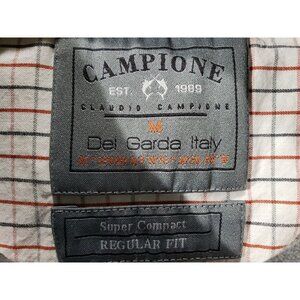 CAMPIONE
EST. 1989
CLAUDIO CAMPIONE
M
Del Garda Italy
Super Compact
REGULAR FIT